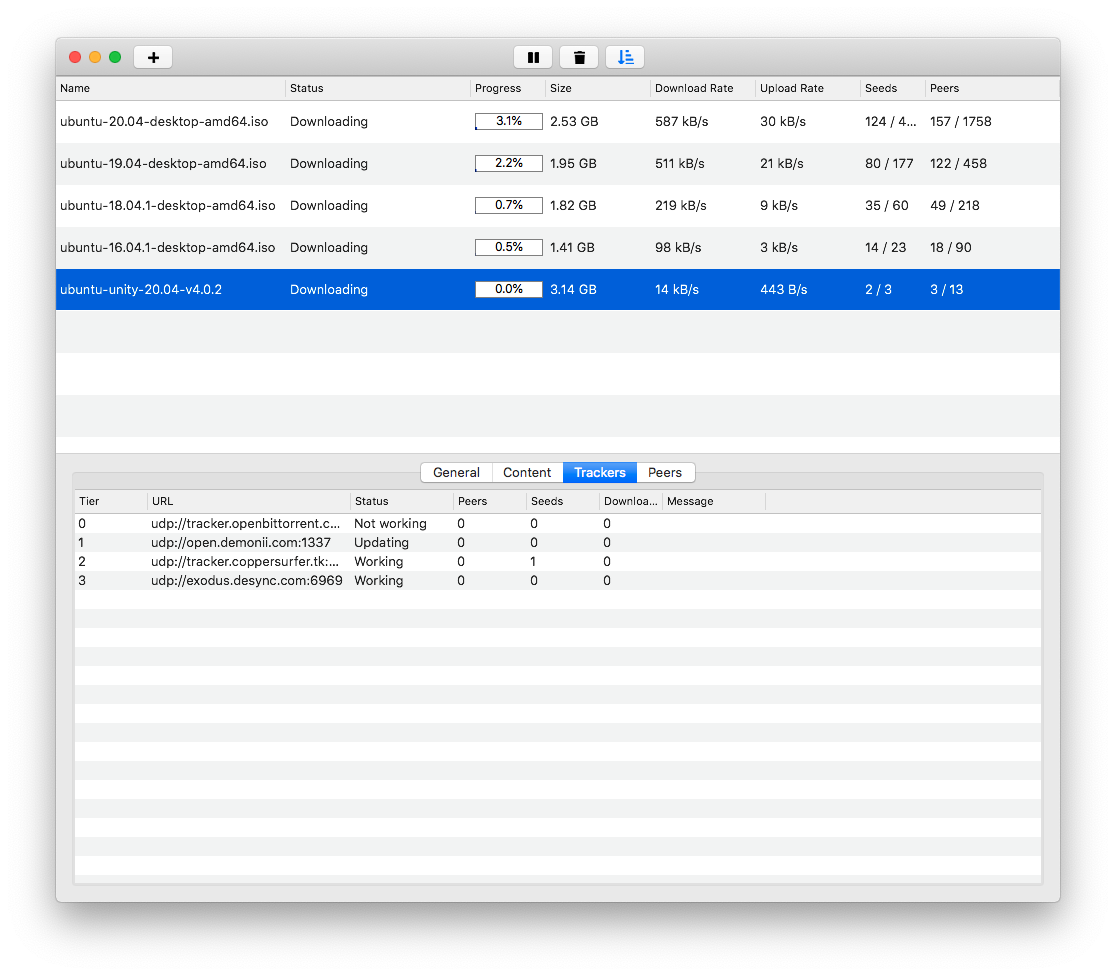 Name Status Progress Size Download Rate Upload Rate Seeds Peers
ubuntu-20.04-desktop-amd64.iso Downloading 3.1% 2.53 GB 587 kB/s 30 kB/s 124 / 4... 157 / 1758
ubuntu-19.04-desktop-amd64.iso Downloading 2.2% 1.95 GB 511 kB/s 21 kB/s 80 / 177 122 / 458
ubuntu-18.04.1-desktop-amd64.iso Downloading 0.7% 1.82 GB 219 kB/s 9 kB/s 35 / 60 49 / 218
ubuntu-16.04.1-desktop-amd64.iso Downloading 0.5% 1.41 GB 98 kB/s 3 kB/s 14 / 23 18 / 90
ubuntu-unity-20.04-v4.0.2 Downloading 0.0% 3.14 GB 14 kB/s 443 B/s 2 / 3 3 / 13
General Content Trackers Peers
Tier URL Status Peers Seeds Downloa... Message
0 udp://tracker.openbittorrent.c... Not working 0 0 0
1 udp://open.demonii.com:1337 Updating 0 0 0
2 udp://tracker.coppersurfer.tk:... Working 0 1 0
3 udp://exodus.desync.com:6969 Working 0 0 0